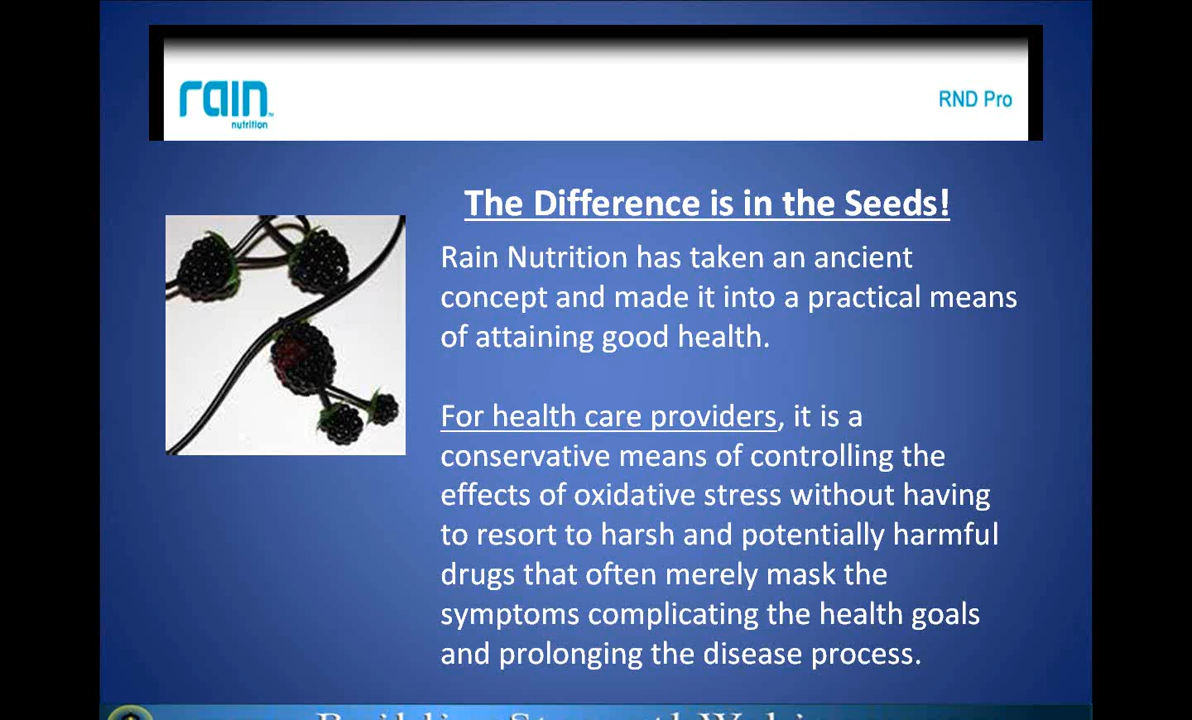 rain
nutrition
RND Pro
The Difference is in the Seeds!
Rain Nutrition has taken an ancient
concept and made it into a practical means
of attaining good health.
For health care providers, it is a
conservative means of controlling the
effects of oxidative stress without having
to resort to harsh and potentially harmful
drugs that often merely mask the
symptoms complicating the health goals
and prolonging the disease process.